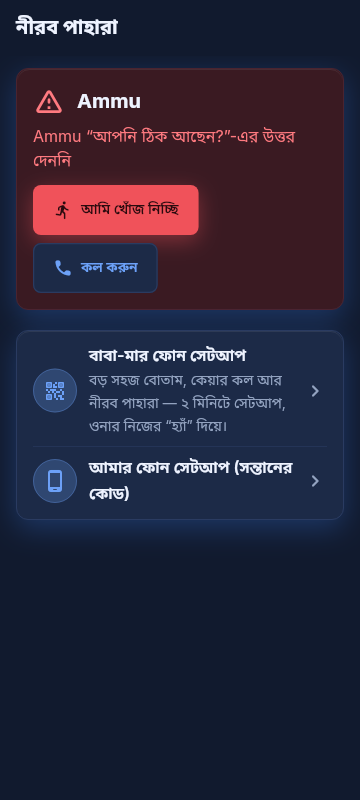 নীরব পাহারা
Ammu
Ammu “আপনি ঠিক আছেন?”-এর উত্তর
দেননি
আমি খোঁজ নিচ্ছি
কল করুন
বাবা-মার ফোন সেটআপ
বড় সহজ বোতাম, কেয়ার কল আর
নীরব পাহারা — ২ মিনিটে সেটআপ,
ওনার নিজের “হ্যাঁ” দিয়ে।
আমার ফোন সেটআপ (সন্তানের
কোড)